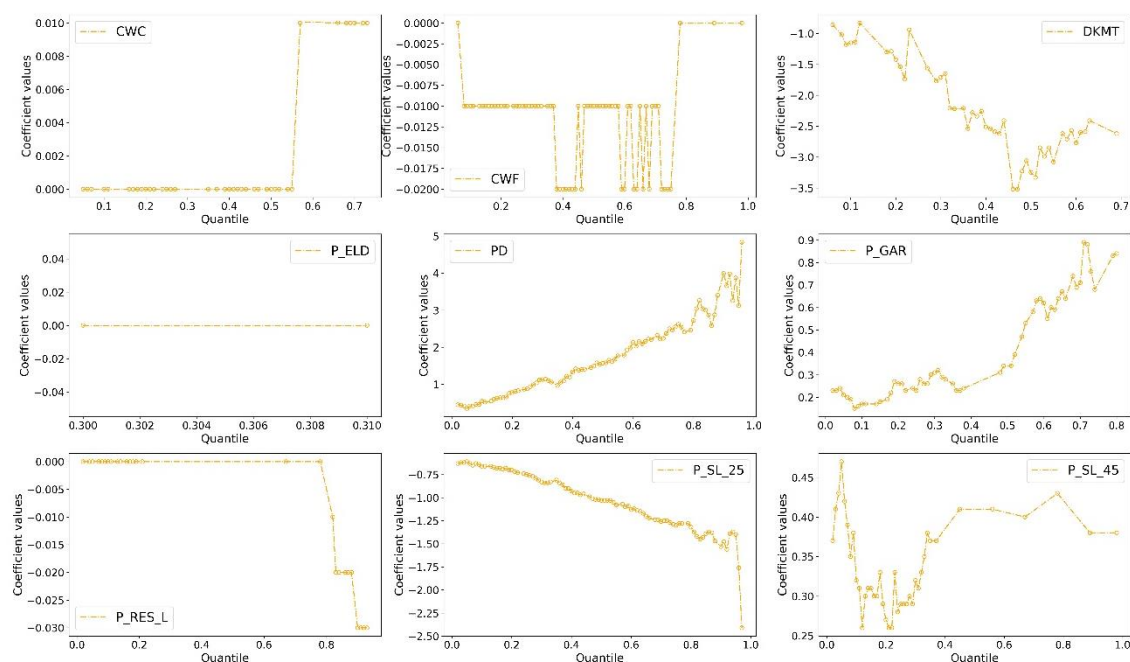 0.010
0.008
0.006
0.004
0.002
0.000
Coefficient values
CWC
0.1 0.2 0.3 0.4 0.5 0.6 0.7
Quantile
0.0000
−0.0025
−0.0050
−0.0075
−0.0100
−0.0125
−0.0150
−0.0175
−0.0200
Coefficient values
CWF
0.2 0.4 0.6 0.8 1.0
Quantile
−1.0
−1.5
−2.0
−2.5
−3.0
−3.5
Coefficient values
DKMT
0.1 0.2 0.3 0.4 0.5 0.6 0.7
Quantile
0.04
0.02
0.00
−0.02
−0.04
Coefficient values
P_ELD
0.300 0.302 0.304 0.306 0.308 0.310
Quantile
5
4
3
2
1
Coefficient values
PD
0.0 0.2 0.4 0.6 0.8 1.0
Quantile
0.9
0.8
0.7
0.6
0.5
0.4
0.3
0.2
Coefficient values
P_GAR
0.0 0.1 0.2 0.3 0.4 0.5 0.6 0.7 0.8
Quantile
0.000
−0.005
−0.010
−0.015
−0.020
−0.025
−0.030
Coefficient values
P_RES_L
0.0 0.2 0.4 0.6 0.8
Quantile
−0.75
−1.00
−1.25
−1.50
−1.75
−2.00
−2.25
−2.50
Coefficient values
P_SL_25
0.0 0.2 0.4 0.6 0.8 1.0
Quantile
0.45
0.40
0.35
0.30
0.25
Coefficient values
P_SL_45
0.0 0.2 0.4 0.6 0.8 1.0
Quantile